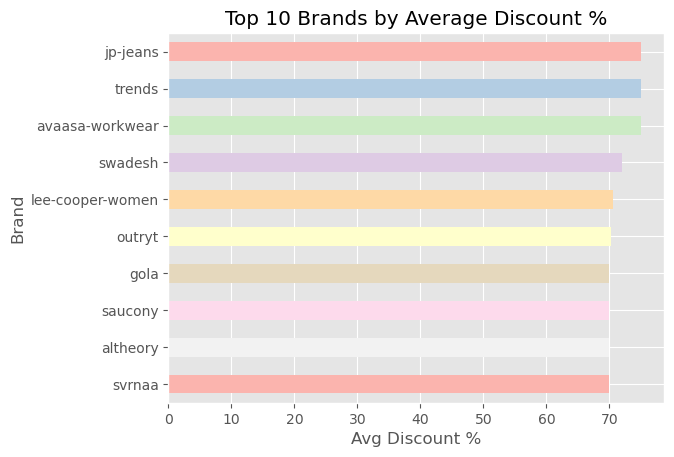 Top 10 Brands by Average Discount %
jp-jeans
trends
avaasa-workwear
swadesh
lee-cooper-women
outryt
gola
saucony
altheory
svrnaa
Brand
0 10 20 30 40 50 60 70
Avg Discount %